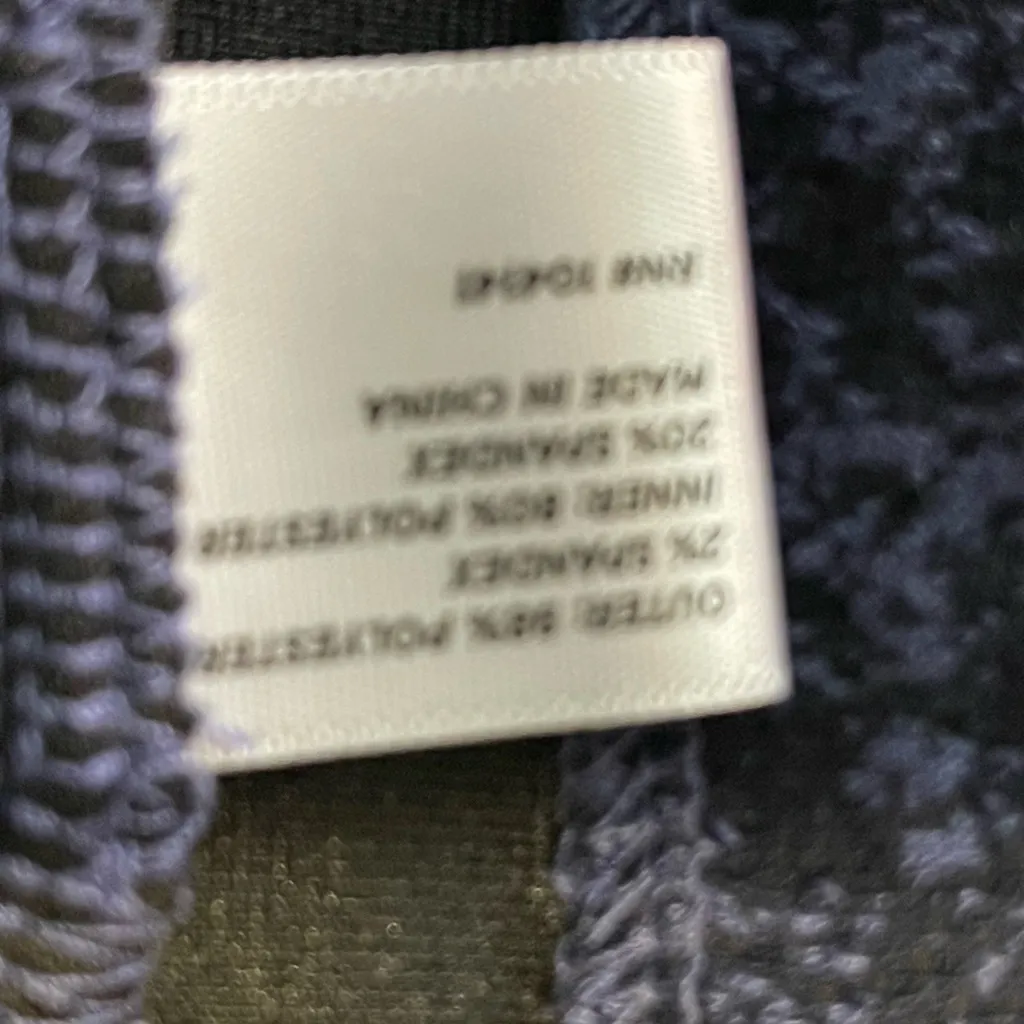 OUTER: 98% POLYESTER
2% SPANDEX
INNER: 80% POLYESTER
20% SPANDEX
MADE IN CHINA
RN#